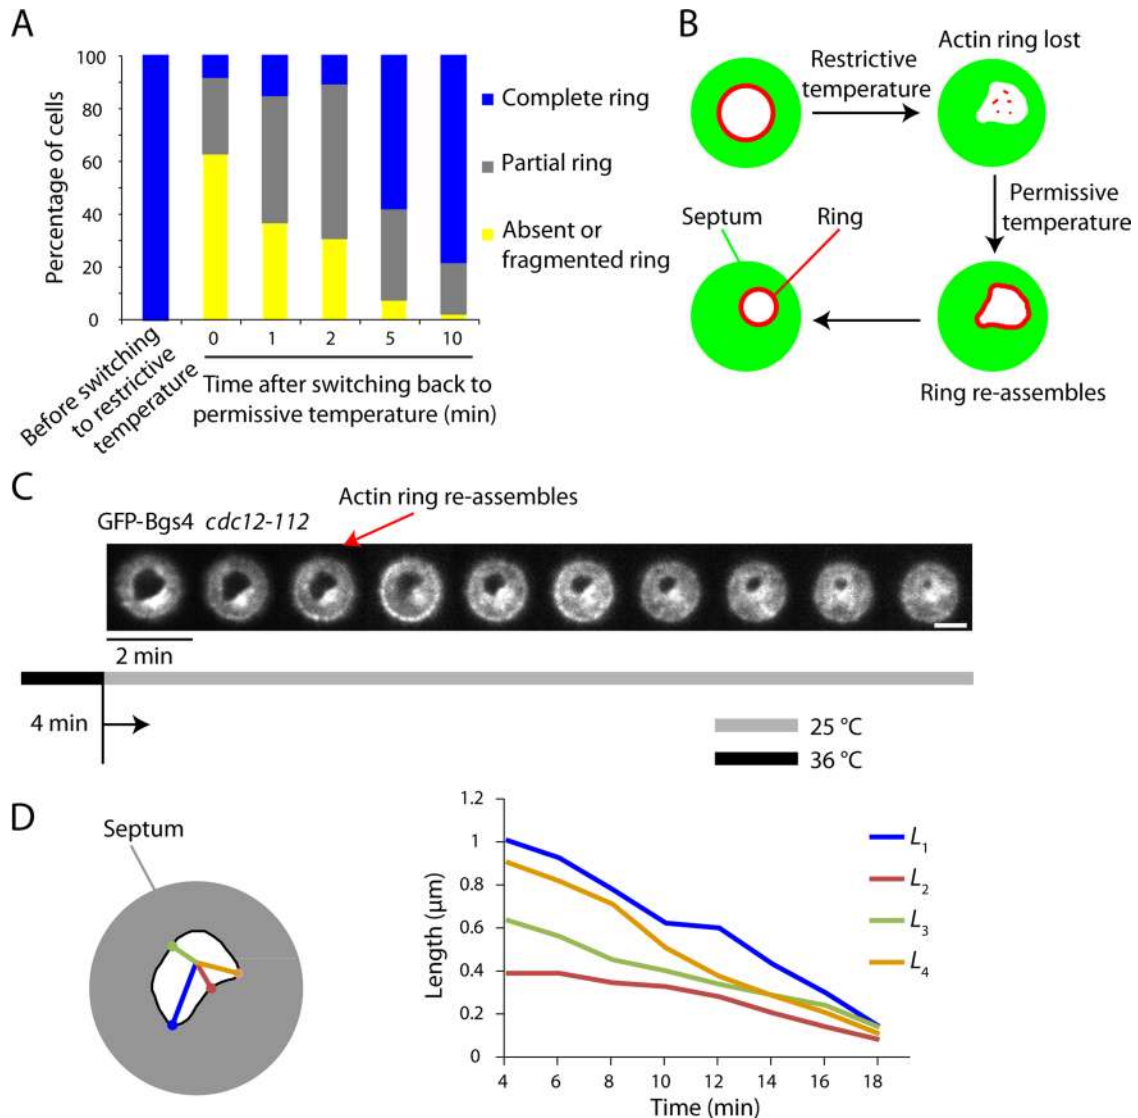 A
100
80
60
40
20
0
Percentage of cells
Complete ring
Partial ring
Absent or
fragmented ring
0 1 2 5 10
Before switching
to restrictive
temperature
Time after switching back to
permissive temperature (min)
B
Restrictive
temperature
Actin ring lost
Permissive
temperature
Septum
Ring
Ring re-assembles
C
Actin ring re-assembles
GFP-Bgs4 cdc12-112
2 min
4 min
25 °C
36 °C
D
Septum
1.2
1
0.8
0.6
0.4
0.2
0
Length (μm)
4 6 8 10 12 14 16 18
Time (min)
L1
L2
L3
L4